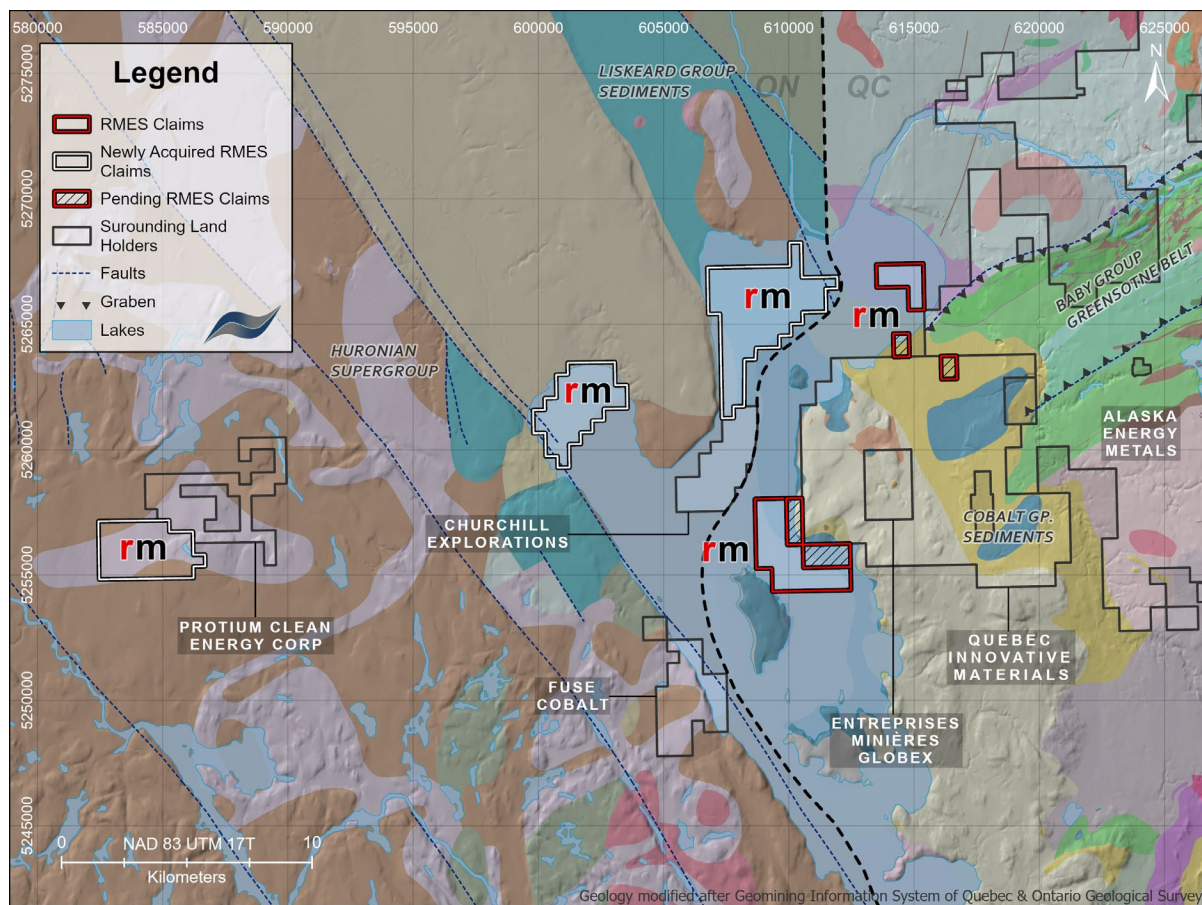 580000 585000 590000 595000 600000 605000 610000 615000 620000 625000
5275000
5270000
5265000
5260000
5255000
5250000
5245000
Legend
RMES Claims
Newly Acquired RMES
Claims
Pending RMES Claims
Surounding Land
Holders
Faults
Graben
Lakes
LISKEARD GROUP
SEDIMENTS
ON QC
N
BABY GROUP
GREENSOTNE BELT
rm
rm
HURONIAN
SUPERGROUP
rm
ALASKA
ENERGY
METALS
CHURCHILL
EXPLORATIONS
COBALT GP.
SEDIMENTS
rm
rm
PROTIUM CLEAN
ENERGY CORP
QUEBEC
INNOVATIVE
MATERIALS
FUSE
COBALT
ENTREPRISES
MINIÈRES
GLOBEX
0 NAD 83 UTM 17T 10
Kilometers
Geology modified after Geomining Information System of Quebec & Ontario Geological Survey